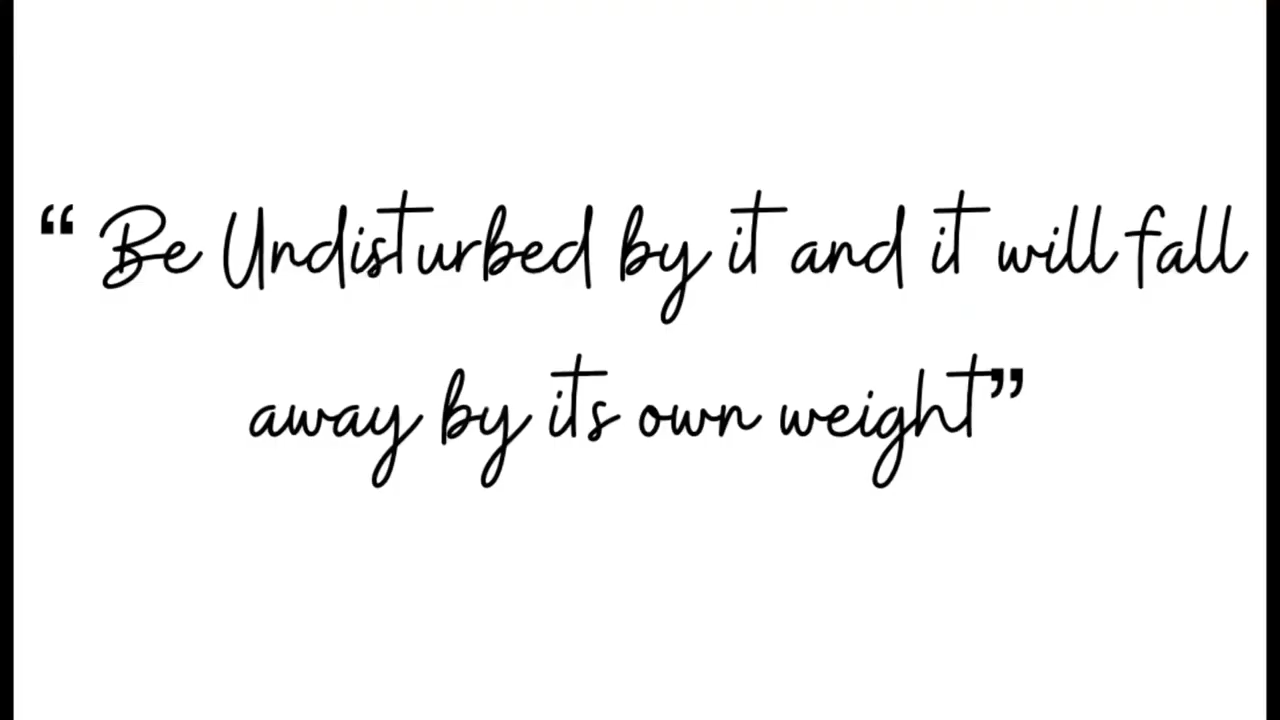 “ Be Undisturbed by it and it will fall
away by its own weight”